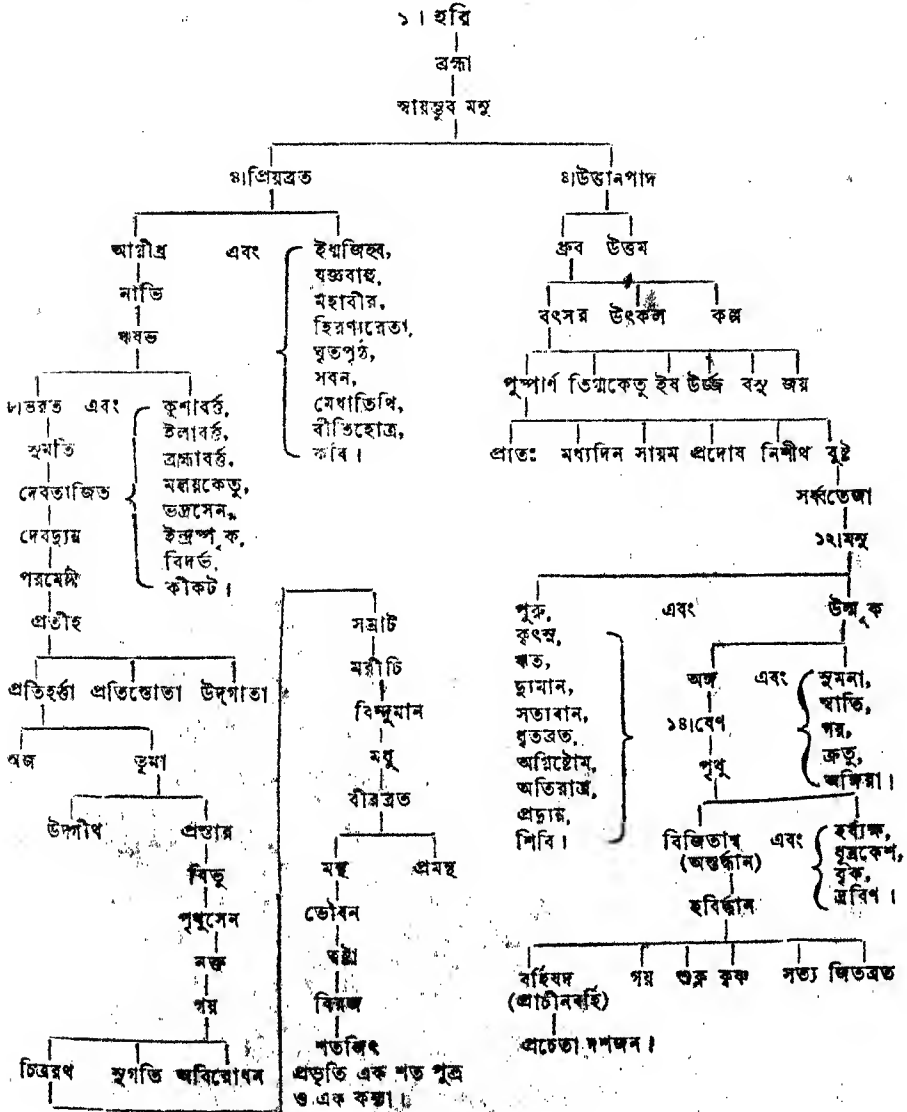 ১। হরি
ব্রহ্মা
স্বায়ম্ভুব মনু
৪।প্রিয়ব্রত
৪।উত্তানপাদ
আগ্নীধ্র এবং
ইধ্মজিহ্ব,
যজ্ঞবাহু,
মহাবীর,
হিরণ্যরেতা,
ঘৃতপৃষ্ঠ,
সবন,
মেধাতিথি,
বীতিহোত্র,
কবি।
নাভি
ঋষভ
৮।ভরত এবং
কুশাবর্ত্ত,
ইলাবর্ত্ত,
ব্রহ্মাবর্ত্ত,
মলয়কেতু,
ভদ্রসেন,
ইন্দ্রস্পৃক,
বিদর্ভ,
কীকট।
সুমতি
দেবতাজিত
দেবদ্যুম্ন
পরমেষ্ঠী
প্রতীহ
প্রতিহর্ত্তা প্রতিস্তোতা উদ্‌গাতা
অজ ভূমা
উদ্গীথ প্রস্তার
বিভু
পৃথুসেন
নক্ত
গয়
চিত্ররথ সুগতি অবিরোধন
সম্রাট
মরীচি
বিন্দুমান
মধু
বীরব্রত
মন্থু প্রমন্থু
ভৌবন
ত্বষ্টা
বিরজ
শতজিৎ
প্রভৃতি এক শত পুত্র
ও এক কন্যা।
ধ্রুব উত্তম
বৎসর উৎকল কল্প
পুষ্পার্ণ তিগ্মকেতু ইষ ঊর্জ্জ বসু জয়
প্রাতঃ মধ্যদিন সায়ম প্রদোষ নিশীথ ব্যুষ্ট
সর্ব্বতেজা
১২।মনু
পুরু,
কৃৎস্ন,
ঋত,
দ্যুমান,
সত্যবান,
ধৃতব্রত,
অগ্নিষ্টোম,
অতিরাত্র,
প্রদ্যুম্ন,
শিবি।
এবং
উল্মূক
অঙ্গ এবং
সুমনা,
খ্যাতি,
গয়,
ক্রতু,
অঙ্গিরা।
১৪।বেণ
পৃথু
বিজিতাশ্ব এবং
(অন্তর্দ্ধান)
হর্য্যক্ষ,
ধূম্রকেশ,
বৃক,
দ্রবিণ।
হবির্দ্ধান
বর্হিষদ গয় শুক্ল কৃষ্ণ সত্য জিতব্রত
(প্রাচীনবর্হি)
প্রচেতা দশজন।